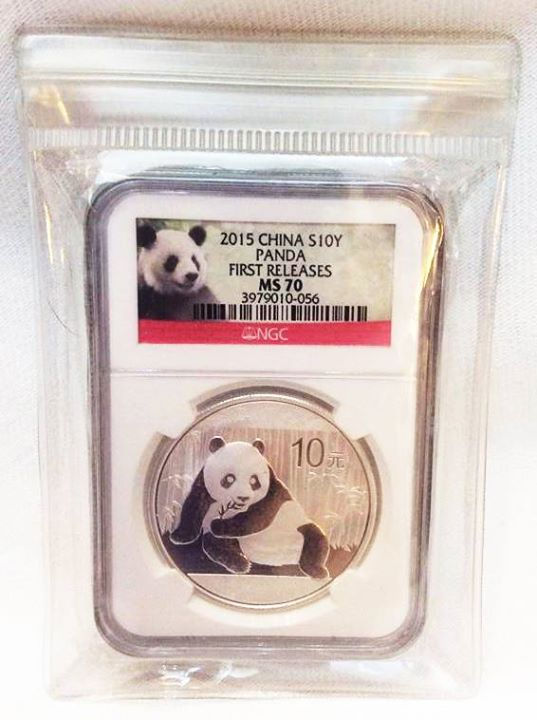 2015 CHINA S10Y
PANDA
FIRST RELEASES
MS 70
3979010-056
NGC
10元